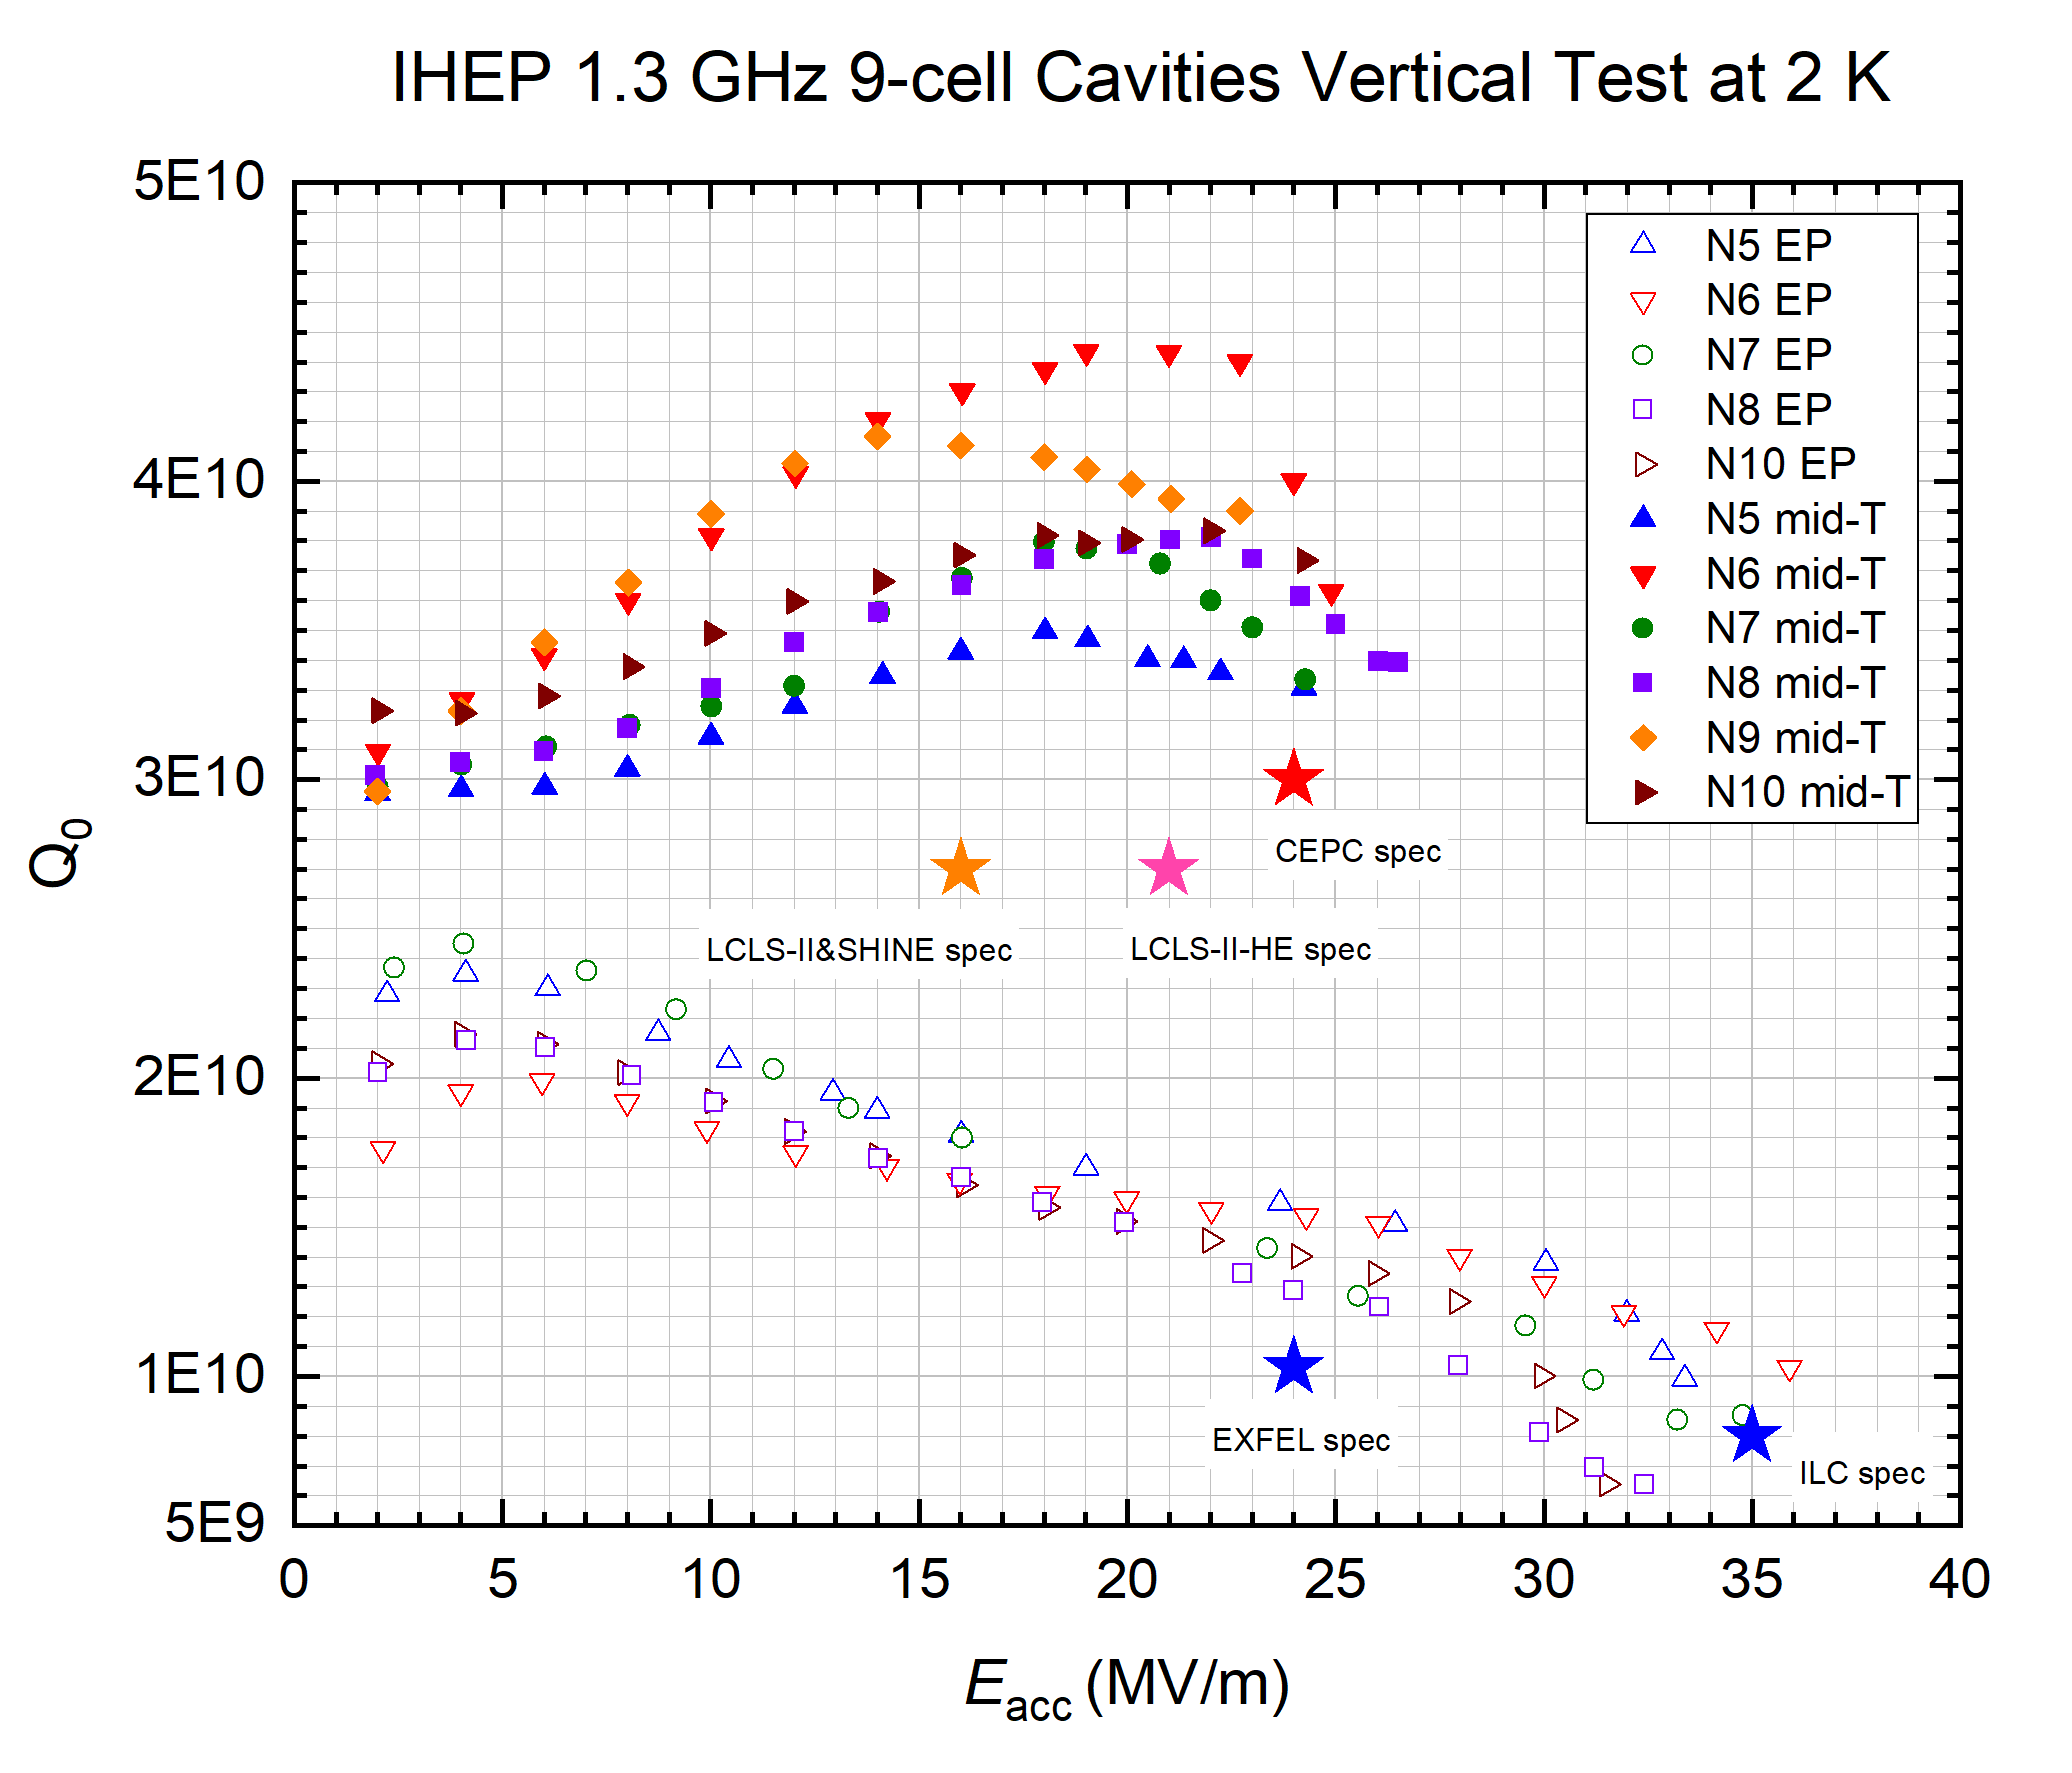 IHEP 1.3 GHz 9-cell Cavities Vertical Test at 2 K
5E10
4E10
3E10
2E10
1E10
5E9
Q0
N5 EP
N6 EP
N7 EP
N8 EP
N10 EP
N5 mid-T
N6 mid-T
N7 mid-T
N8 mid-T
N9 mid-T
N10 mid-T
CEPC spec
LCLS-II&SHINE spec
LCLS-II-HE spec
EXFEL spec
ILC spec
0 5 10 15 20 25 30 35 40
Eacc (MV/m)